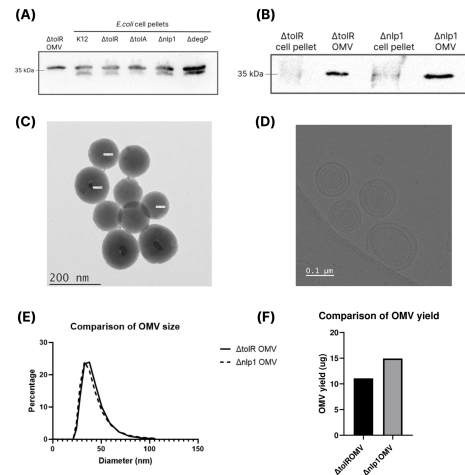 (A)
E.coli cell pellets
ΔtolR OMV K12 ΔtolR ΔtolA Δnlp1 ΔdegP
35 kDa
(B)
ΔtolR cell pellet ΔtolR OMV Δnlp1 cell pellet Δnlp1 OMV
35 kDa
(C)
200 nm
(D)
0.1 µm
(E)
Comparison of OMV size
30
20
10
0
Percentage
0 50 100 150
Diameter (nm)
ΔtolR OMV
Δnlp1 OMV
(F)
Comparison of OMV yield
20
15
10
5
0
OMV yield (ug)
ΔtolROMV
Δnlp1OMV